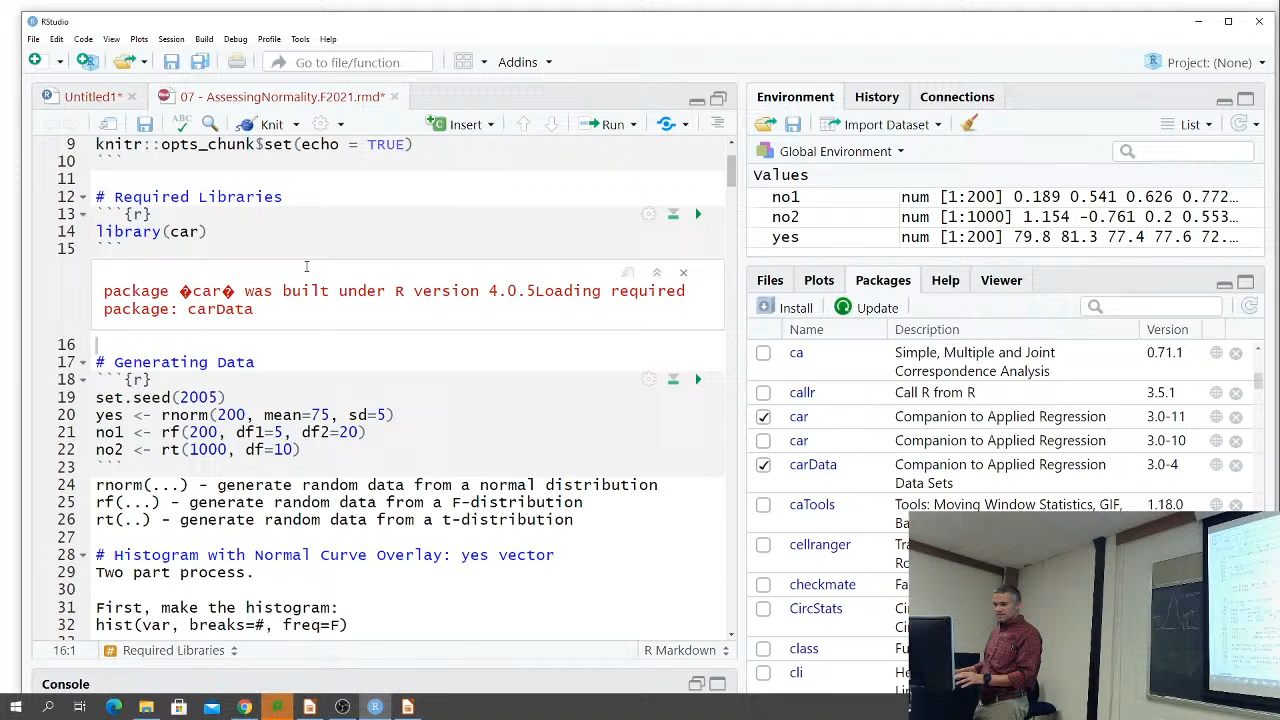 RStudio
File Edit Code View Plots Session Build Debug Profile Tools Help
Go to file/function
Addins
Project: (None)
Untitled1*
07 - AssessingNormality.F2021.rmd*
ABC
Knit
Insert
Run
9 knitr::opts_chunk$set(echo = TRUE)
10 ```
11
12 # Required Libraries
13 ```{r}
14 library(car)
15 ```
package �car� was built under R version 4.0.5Loading required
package: carData
16
17 # Generating Data
18 ```{r}
19 set.seed(2005)
20 yes <- rnorm(200, mean=75, sd=5)
21 no1 <- rf(200, df1=5, df2=20)
22 no2 <- rt(1000, df=10)
23 ```
24 rnorm(...) - generate random data from a normal distribution
25 rf(...) - generate random data from a F-distribution
26 rt(..) - generate random data from a t-distribution
27
28 # Histogram with Normal Curve Overlay: yes vector
29 Two part process.
30
31 First, make the histogram:
32 hist(var, breaks=#, freq=F)
16:1
# Required Libraries
R Markdown
Console
Environment History Connections
Import Dataset
List
Global Environment
Values
no1 num [1:200] 0.189 0.541 0.626 0.772…
no2 num [1:1000] 1.154 -0.761 0.2 0.553…
yes num [1:200] 79.8 81.3 77.4 77.6 72.…
Files Plots Packages Help Viewer
Install
Update
Name Description Version
ca Simple, Multiple and Joint 0.71.1
Correspondence Analysis
callr Call R from R 3.5.1
car Companion to Applied Regression 3.0-11
car Companion to Applied Regression 3.0-10
carData Companion to Applied Regression 3.0-4
Data Sets
caTools Tools: Moving Window Statistics, GIF, 1.18.0
cellranger
checkmate
CircStats
class
cli